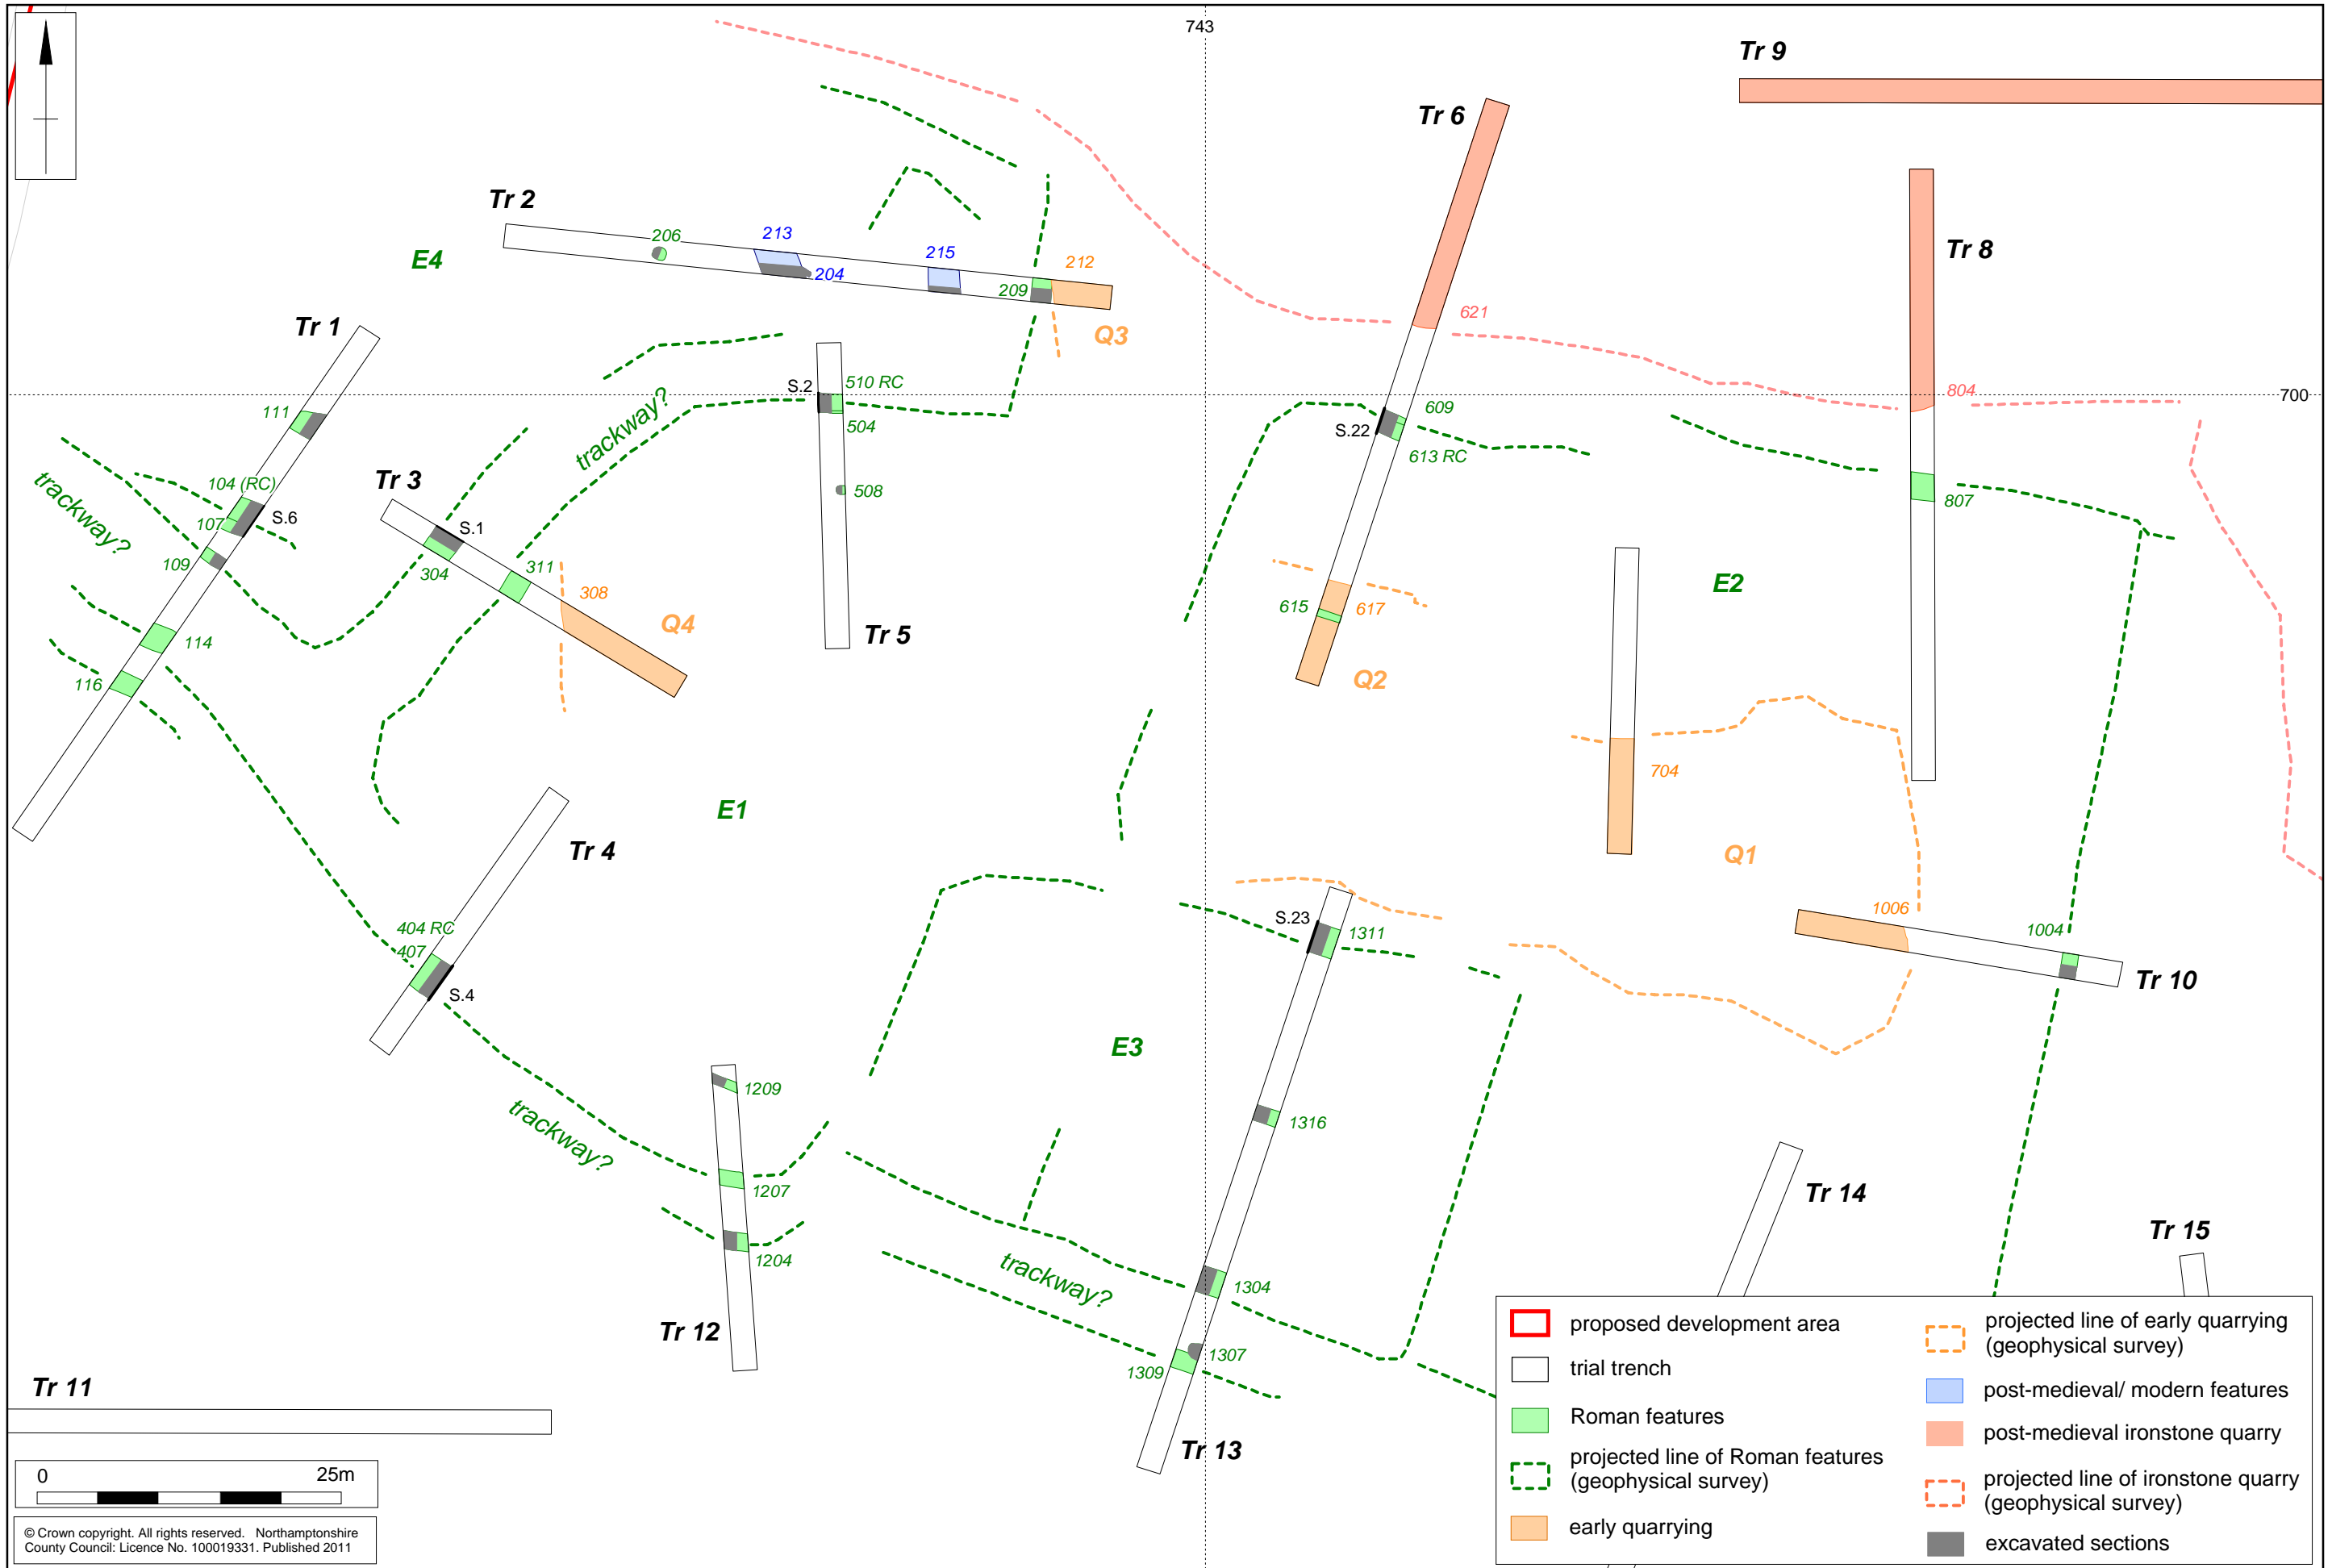 743
Tr 9
Tr 6
Tr 2
206
213
215
212
204
209
E4
Tr 8
621
Q3
Tr 1
trackway?
S.2
510 RC
504
508
Tr 5
804
700
609
S.22
613 RC
807
111
104 (RC)
107
S.6
109
trackway?
114
116
Tr 3
S.1
304
311
308
Q4
E2
615
617
Q2
704
Q1
E1
Tr 4
404 RC
407
S.4
S.23
1311
1006
1004
Tr 10
E3
1209
trackway?
1207
1204
Tr 12
1316
Tr 14
Tr 15
trackway?
1304
1307
1309
Tr 13
Tr 11
0 25m
© Crown copyright. All rights reserved. Northamptonshire
County Council: Licence No. 100019331. Published 2011
proposed development area
trial trench
Roman features
projected line of Roman features
(geophysical survey)
early quarrying
projected line of early quarrying
(geophysical survey)
post-medieval/ modern features
post-medieval ironstone quarry
projected line of ironstone quarry
(geophysical survey)
excavated sections